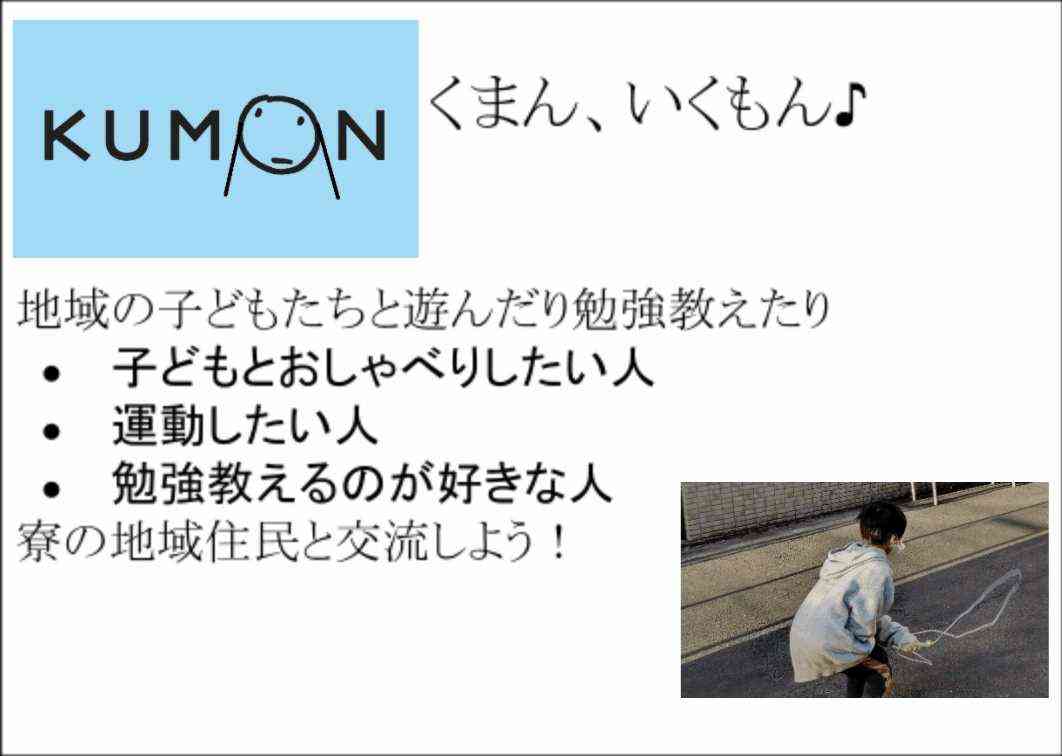 KUMON
くまん、いくもん♪
地域の子どもたちと遊んだり勉強教えたり
● 子どもとおしゃべりしたい人
● 運動したい人
● 勉強教えるのが好きな人
寮の地域住民と交流しよう！